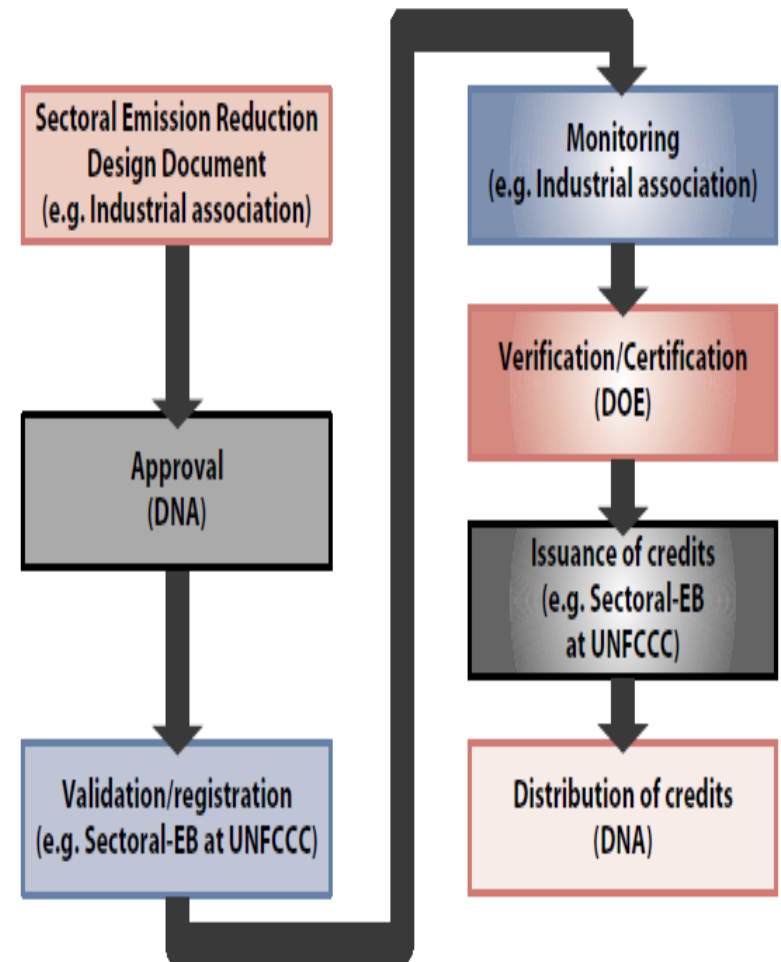 Sectoral Emission Reduction
Design Document
(e.g. Industrial association)
Approval
(DNA)
Validation/registration
(e.g. Sectoral-EB at UNFCCC)
Monitoring
(e.g. Industrial association)
Verification/Certification
(DOE)
Issuance of credits
(e.g. Sectoral-EB
at UNFCCC)
Distribution of credits
(DNA)